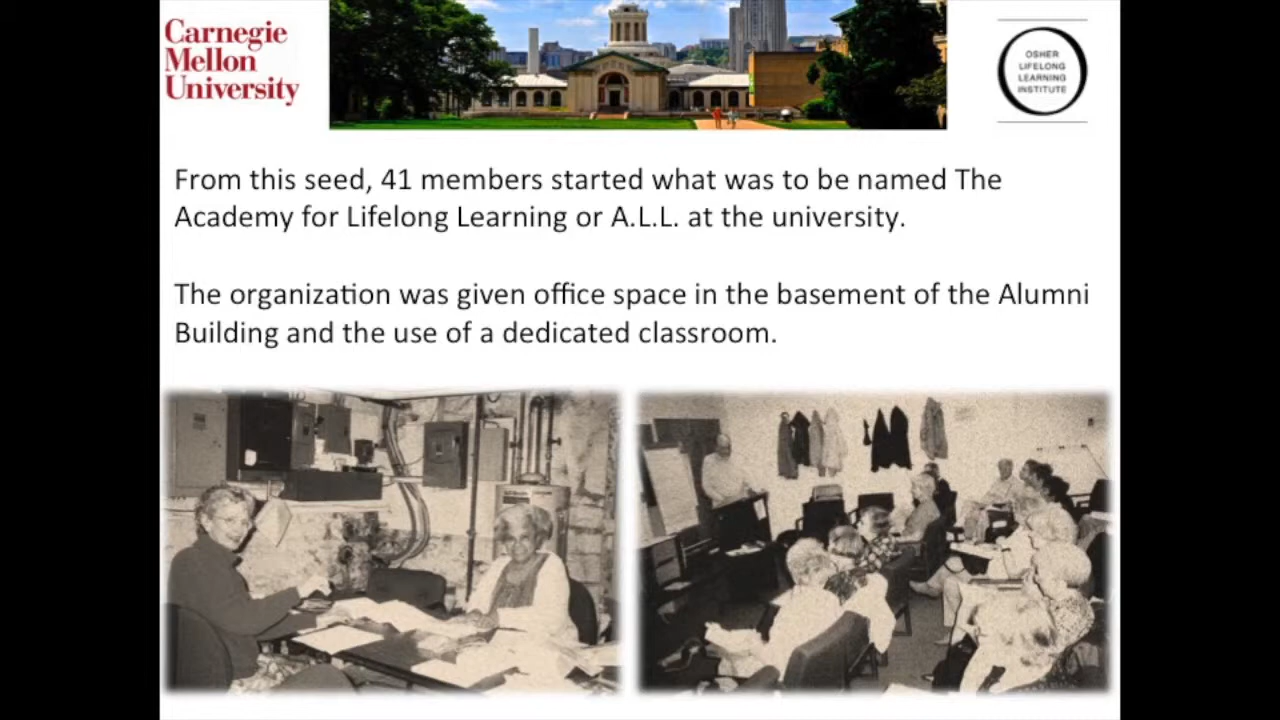 Carnegie
Mellon
University
OSHER
LIFELONG
LEARNING
INSTITUTE
From this seed, 41 members started what was to be named The
Academy for Lifelong Learning or A.L.L. at the university.
The organization was given office space in the basement of the Alumni
Building and the use of a dedicated classroom.